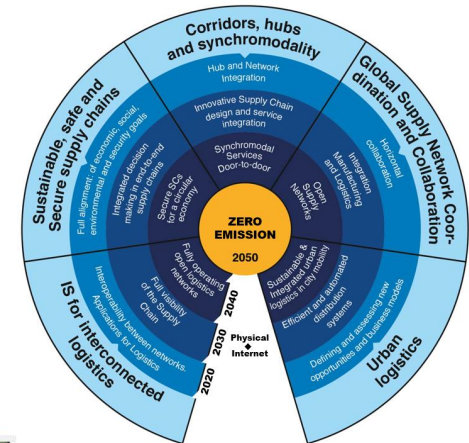 Corridors, hubs
and synchromodality
Hub and Network
Integration
Innovative Supply Chain
design and service
integration
Synchromodal
Services
Door-to-door
Global Supply Network Coor-
dination and Collaboration
Horizontal
collaboration
Integration
Manufacturing
and Logistics
Open
Supply
Networks
Urban
logistics
Defining and assessing new
opportunities and business models
Efficient and automated
distribution
systems
Sustainable &
Integrated urban
logistics in city mobility
IS for interconnected
logistics
Interoperability between networks.
Applications for Logistics
Full visibility
of the Supply
Chain
Fully operating
open logistics
networks
Sustainable, safe and
Secure supply chains
Full alignment: of economic, social,
environmental and security goals
Integrated decision
making in end-to-end
supply chains
Secure SCs
for a circular
economy
ZERO
EMISSION
2050
2040
2030
2020
Physical
Internet